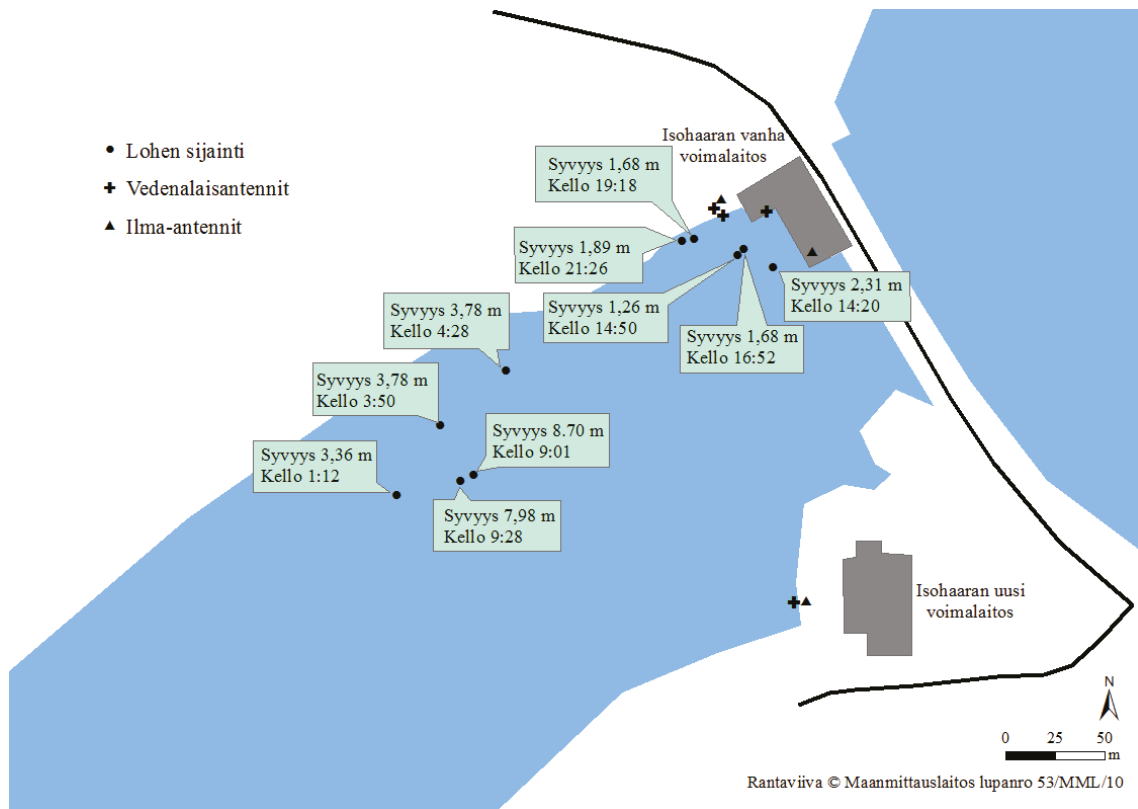 Lohen sijainti
Vedenalaisantennit
Ilma-antennit
Isohaaran vanha
voimalaitos
Syvyys 1,68 m
Kello 19:18
Syvyys 1,89 m
Kello 21:26
Syvyys 1,26 m
Kello 14:50
Syvyys 2,31 m
Kello 14:20
Syvyys 1,68 m
Kello 16:52
Syvyys 3,78 m
Kello 4:28
Syvyys 3,78 m
Kello 3:50
Syvyys 8.70 m
Kello 9:01
Syvyys 3,36 m
Kello 1:12
Syvyys 7,98 m
Kello 9:28
Isohaaran uusi
voimalaitos
N
0 25 50
m
Rantaviiva © Maanmittauslaitos lupanro 53/MML/10